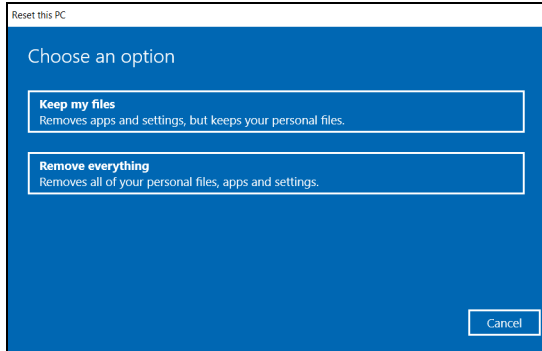 Reset this PC
Choose an option
Keep my files
Removes apps and settings, but keeps your personal files.
Remove everything
Removes all of your personal files, apps and settings.
Cancel